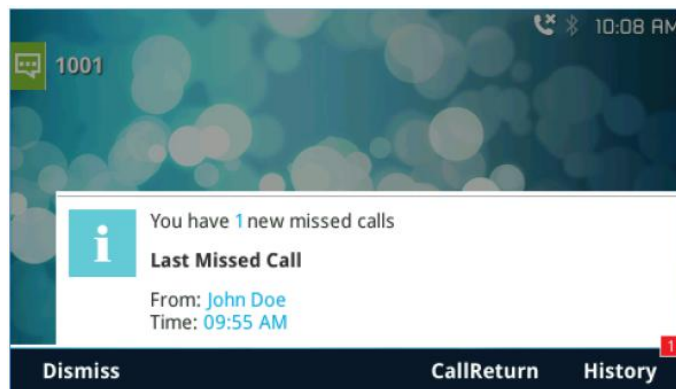 10:08 AM
1001
You have 1 new missed calls
Last Missed Call
From: John Doe
Time: 09:55 AM
1
Dismiss CallReturn History